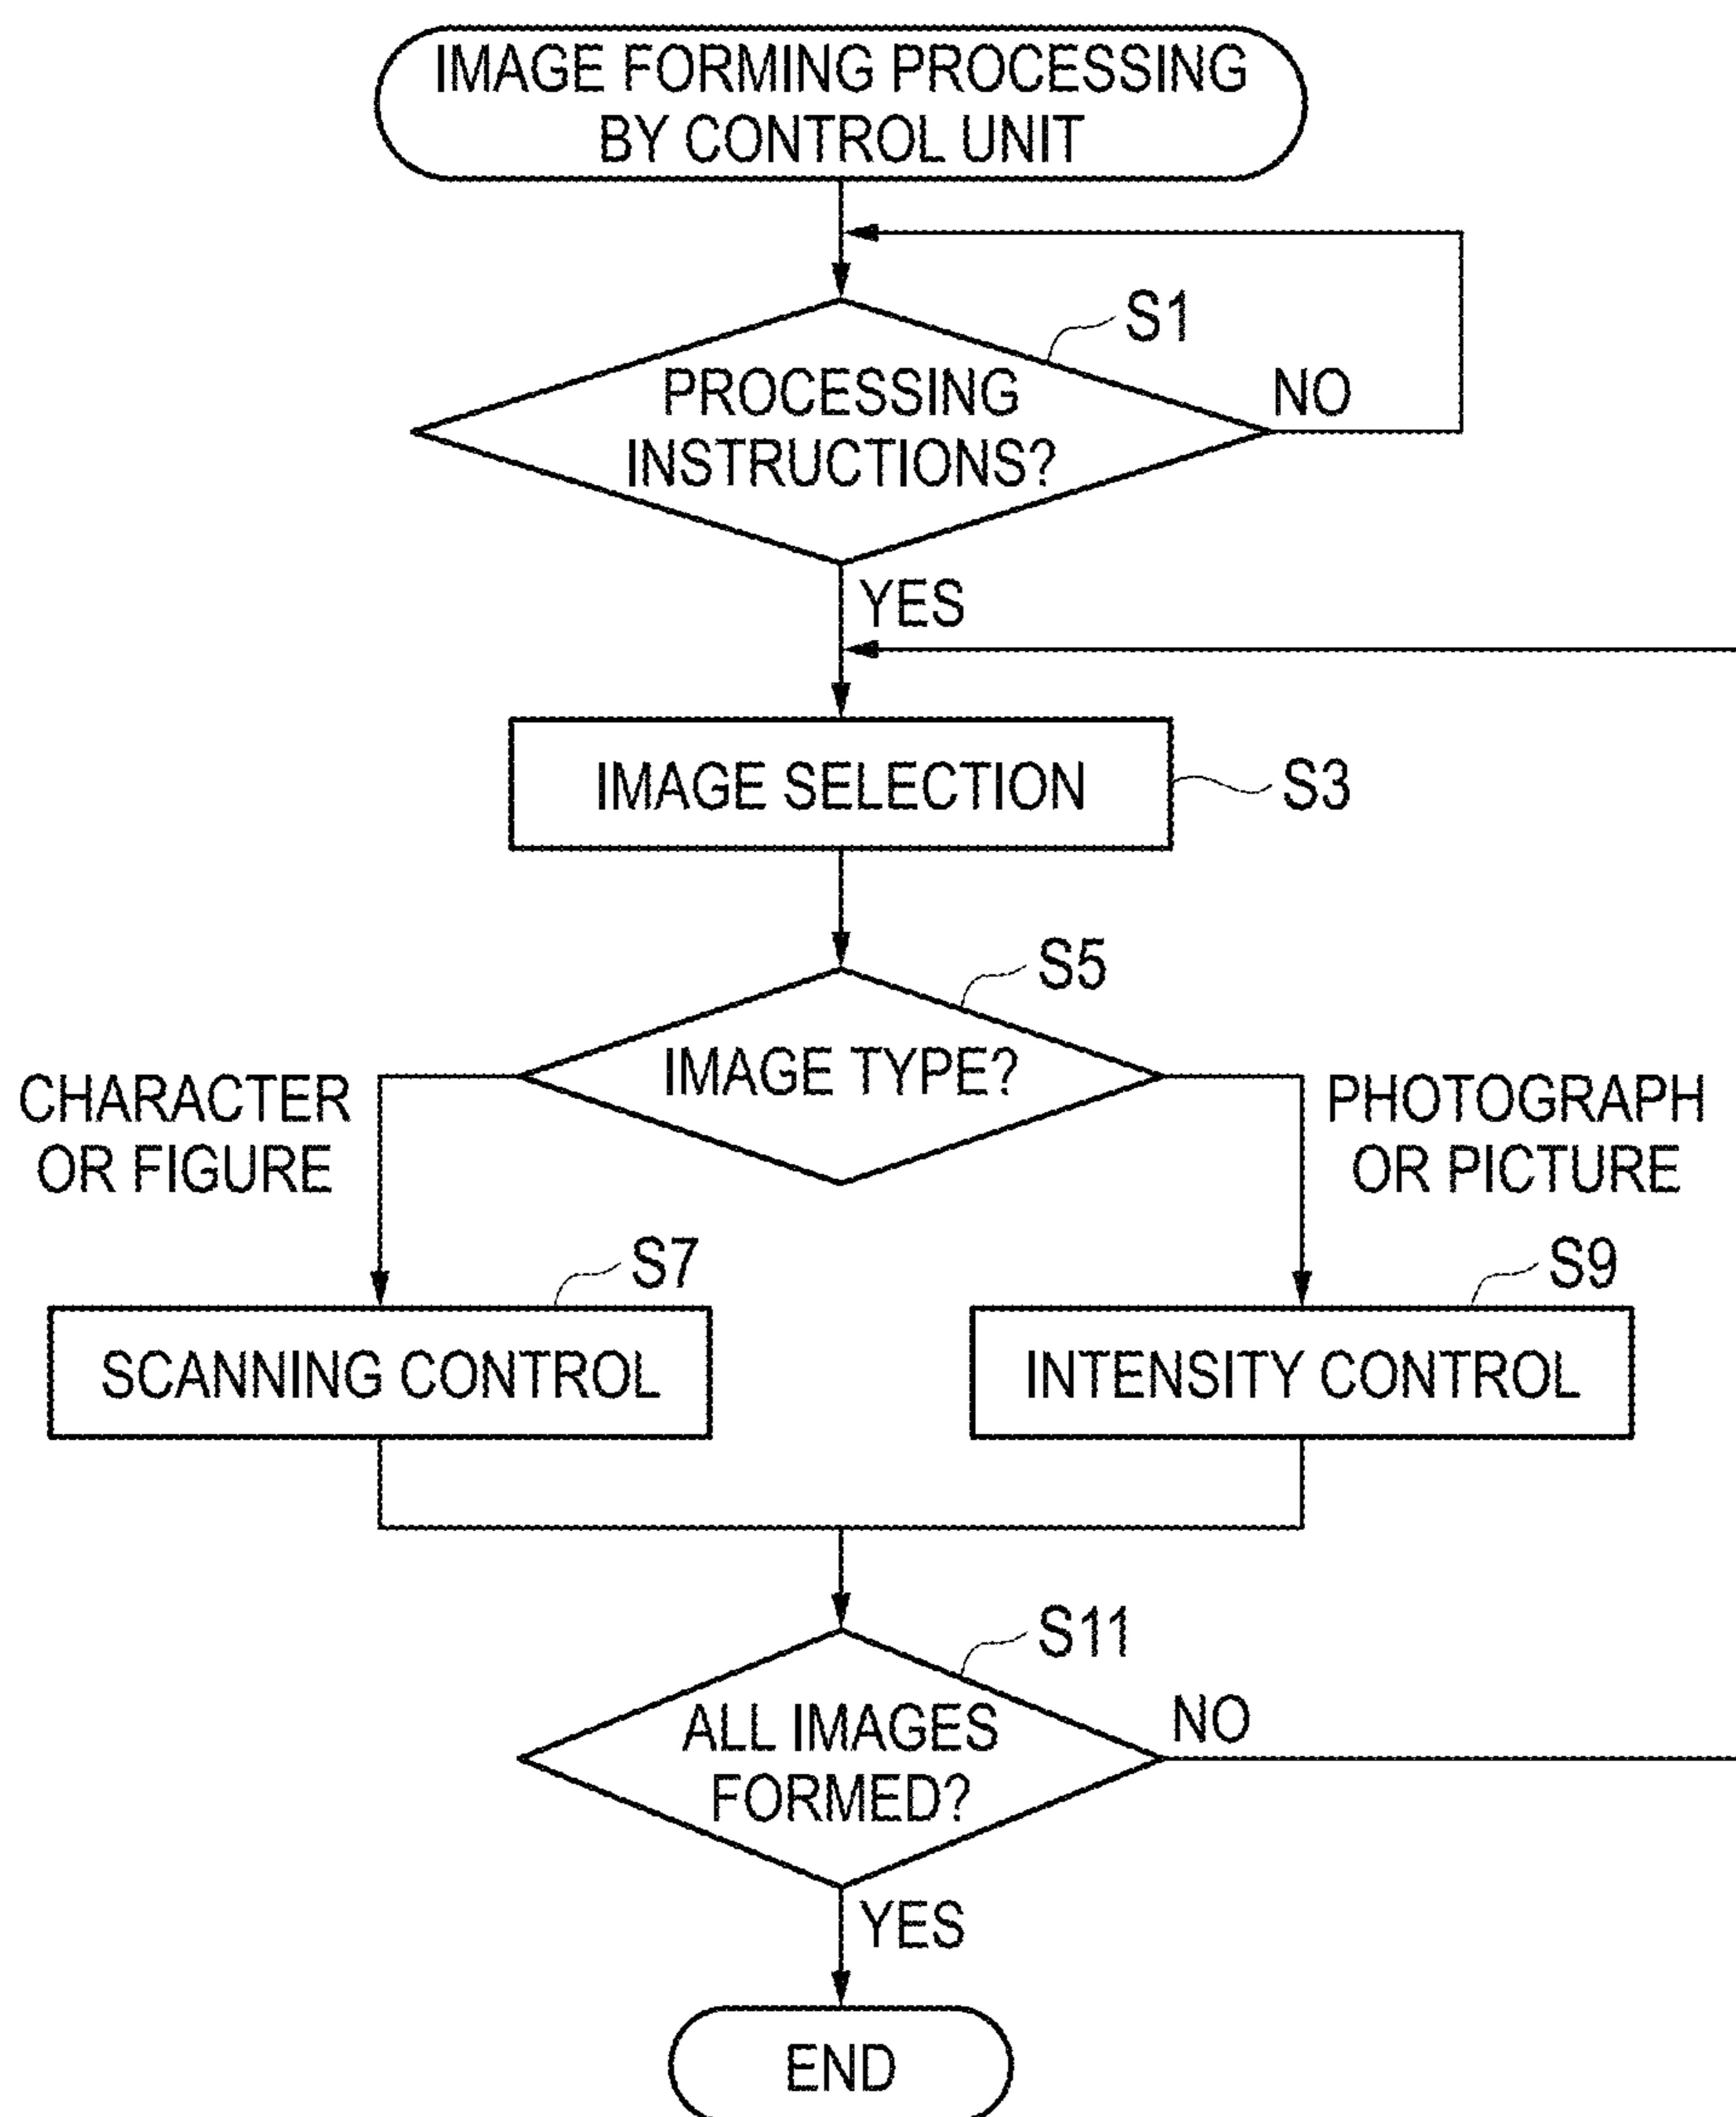 IMAGE FORMING PROCESSING
BY CONTROL UNIT
S1
PROCESSING
INSTRUCTIONS?
NO
YES
IMAGE SELECTION
S3
S5
IMAGE TYPE?
CHARACTER
OR FIGURE
PHOTOGRAPH
OR PICTURE
S7
S9
SCANNING CONTROL
INTENSITY CONTROL
S11
ALL IMAGES
FORMED?
NO
YES
END